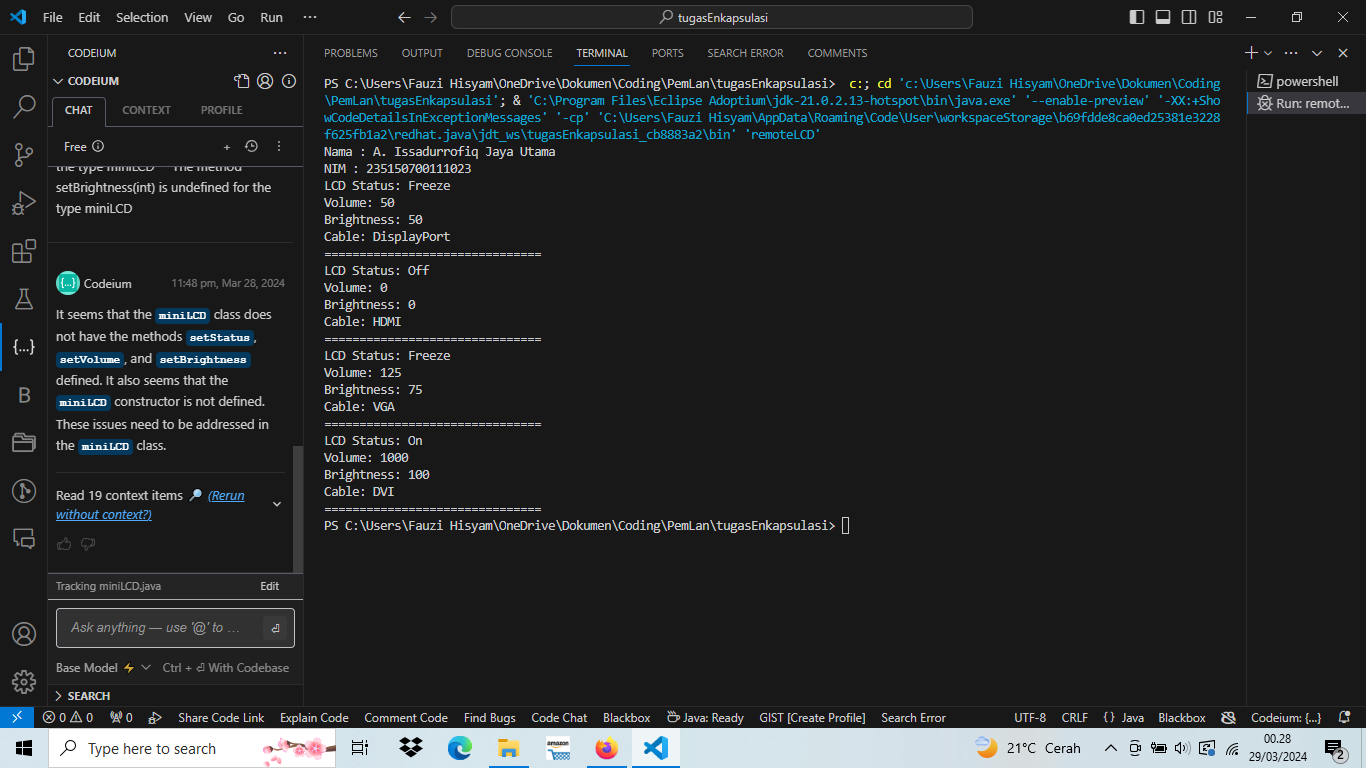 File Edit Selection View Go Run ···
tugasEnkapsulasi
CODEIUM
CODEIUM
CHAT CONTEXT PROFILE
Free
the type miniLCD The method
setBrightness(int) is undefined for the
type miniLCD
{...} Codeium 11:48 pm, Mar 28, 2024
It seems that the miniLCD class does
not have the methods setStatus,
setVolume, and setBrightness
defined. It also seems that the
miniLCD constructor is not defined.
These issues need to be addressed in
the miniLCD class.
Read 19 context items (Rerun
without context?)
Tracking miniLCD.java Edit
Ask anything — use '@' to ...
Base Model Ctrl + ⏎ With Codebase
SEARCH
PROBLEMS OUTPUT DEBUG CONSOLE TERMINAL PORTS SEARCH ERROR COMMENTS
PS C:\Users\Fauzi Hisyam\OneDrive\Dokumen\Coding\PemLan\tugasEnkapsulasi>  c:; cd 'c:\Users\Fauzi Hisyam\OneDrive\Dokumen\Coding
\PemLan\tugasEnkapsulasi'; & 'C:\Program Files\Eclipse Adoptium\jdk-21.0.2.13-hotspot\bin\java.exe' '--enable-preview' '-XX:+Sho
wCodeDetailsInExceptionMessages' '-cp' 'C:\Users\Fauzi Hisyam\AppData\Roaming\Code\User\workspaceStorage\b69fdde8ca0ed25381e3228
f625fb1a2\redhat.java\jdt_ws\tugasEnkapsulasi_cb8883a2\bin' 'remoteLCD'
Nama : A. Issadurrofiq Jaya Utama
NIM : 235150700111023
LCD Status: Freeze
Volume: 50
Brightness: 50
Cable: DisplayPort
===============================
LCD Status: Off
Volume: 0
Brightness: 0
Cable: HDMI
===============================
LCD Status: Freeze
Volume: 125
Brightness: 75
Cable: VGA
===============================
LCD Status: On
Volume: 1000
Brightness: 100
Cable: DVI
===============================
PS C:\Users\Fauzi Hisyam\OneDrive\Dokumen\Coding\PemLan\tugasEnkapsulasi>
powershell
Run: remot...
0 0 0 Share Code Link Explain Code Comment Code Find Bugs Code Chat Blackbox Java: Ready GIST [Create Profile] Search Error UTF-8 CRLF {} Java Blackbox Codeium: {...}
Type here to search
amazon
21°C Cerah
00.28
29/03/2024
2